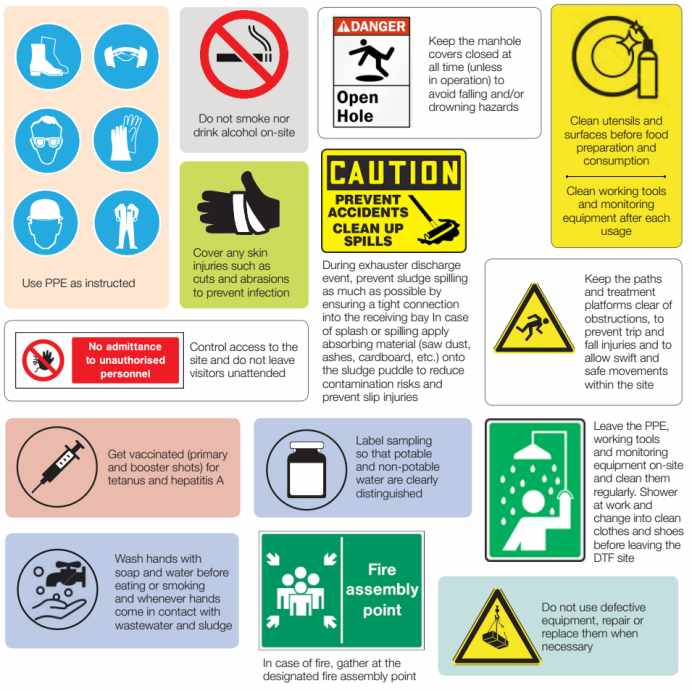 Use PPE as instructed
Do not smoke nor
drink alcohol on-site
DANGER
Open
Hole
Keep the manhole
covers closed at
all time (unless
in operation) to
avoid falling and/or
drowning hazards
Clean utensils and
surfaces before food
preparation and
consumption
Clean working tools
and monitoring
equipment after each
usage
Cover any skin
injuries such as
cuts and abrasions
to prevent infection
CAUTION
PREVENT
ACCIDENTS
CLEAN UP
SPILLS
During exhauster discharge
event, prevent sludge spilling
as much as possible by
ensuring a tight connection
into the receiving bay In case
of splash or spilling apply
absorbing material (saw dust,
ashes, cardboard, etc.) onto
the sludge puddle to reduce
contamination risks and
prevent slip injuries
Keep the paths
and treatment
platforms clear of
obstructions, to
prevent trip and
fall injuries and to
allow swift and
safe movements
within the site
No admittance
to unauthorised
personnel
Control access to the
site and do not leave
visitors unattended
Get vaccinated (primary
and booster shots) for
tetanus and hepatitis A
Label sampling
so that potable
and non-potable
water are clearly
distinguished
Leave the PPE,
working tools
and monitoring
equipment on-site
and clean them
regularly. Shower
at work and
change into clean
clothes and shoes
before leaving the
DTF site
Wash hands with
soap and water before
eating or smoking
and whenever hands
come in contact with
wastewater and sludge
Fire
assembly
point
In case of fire, gather at the
designated fire assembly point
Do not use defective
equipment, repair or
replace them when
necessary